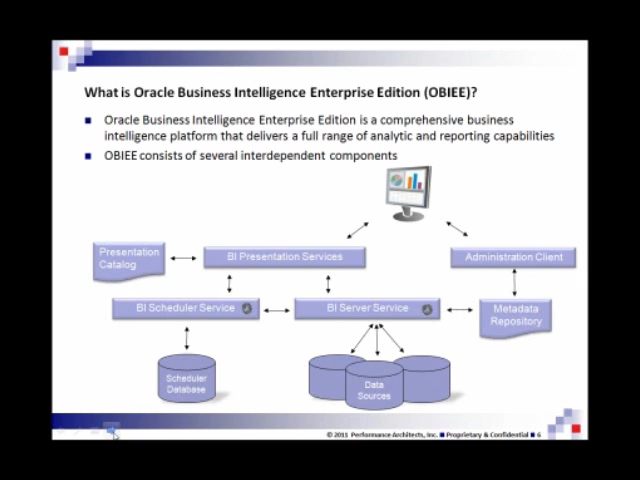 What is Oracle Business Intelligence Enterprise Edition (OBIEE)?
Oracle Business Intelligence Enterprise Edition is a comprehensive business
intelligence platform that delivers a full range of analytic and reporting capabilities
OBIEE consists of several interdependent components
Presentation
Catalog
BI Presentation Services
Administration Client
BI Scheduler Service
BI Server Service
Metadata
Repository
Scheduler
Database
Data
Sources
© 2011 Performance Architects, Inc. ■ Proprietary & Confidential ■ 6